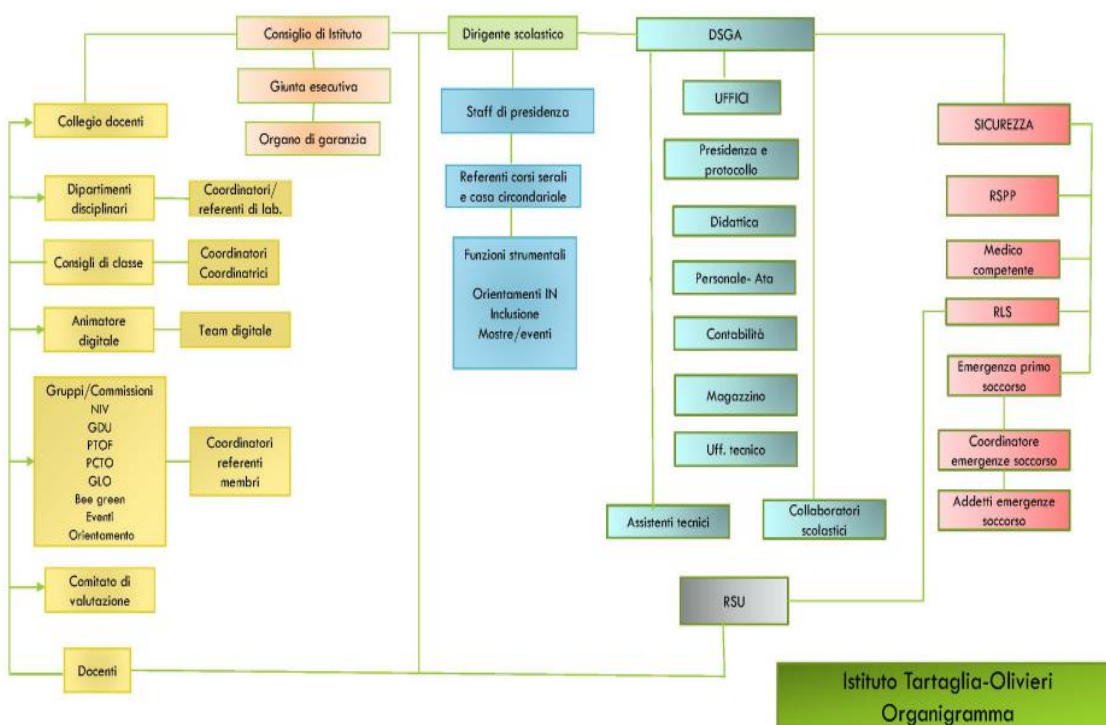 Consiglio di Istituto
Dirigente scolastico
DSGA
Giunta esecutiva
Organo di garanzia
Collegio docenti
Dipartimenti
disciplinari
Coordinatori/
referenti di lab.
Consigli di classe
Coordinatori
Coordinatrici
Animatore
digitale
Team digitale
Gruppi/Commissioni
NIV
GDU
PTOF
PCTO
GLO
Bee green
Eventi
Orientamento
Coordinatori
referenti
membri
Comitato di
valutazione
Docenti
Staff di presidenza
Referenti corsi serali
e casa circondariale
Funzioni strumentali
Orientamenti IN
Inclusione
Mostre/eventi
UFFICI
Presidenza e
protocollo
Didattica
Personale- Ata
Contabilità
Magazzino
Uff. tecnico
Assistenti tecnici
Collaboratori
scolastici
SICUREZZA
RSPP
Medico
competente
RLS
Emergenza primo
soccorso
Coordinatore
emergenze soccorso
Addetti emergenze
soccorso
RSU
Istituto Tartaglia-Olivieri
Organigramma